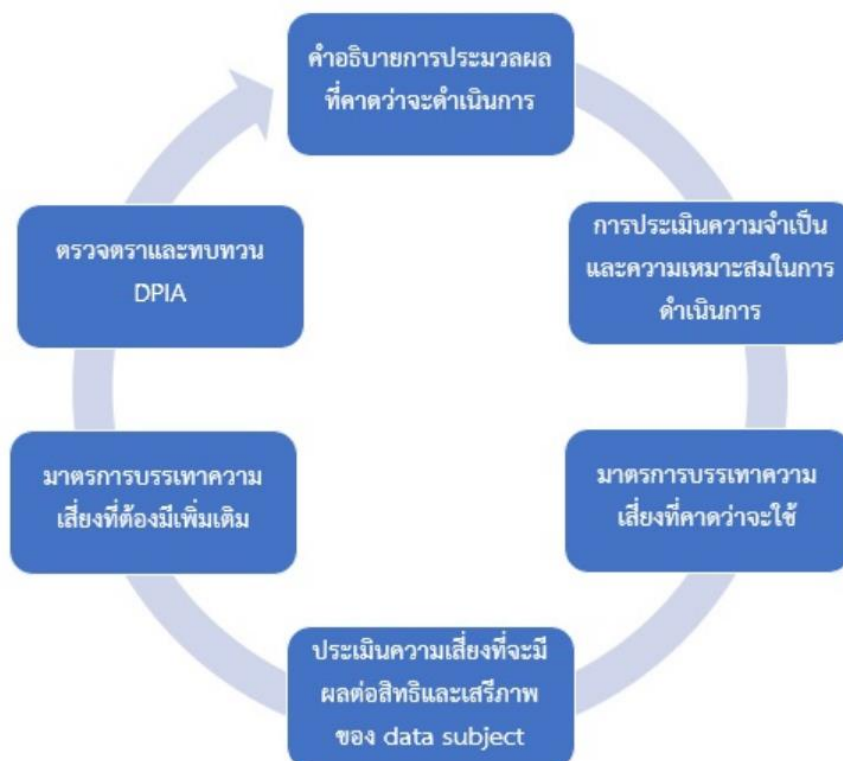 คำอธิบายการประมวลผล
ที่คาดว่าจะดำเนินการ
การประเมินความจำเป็น
และความเหมาะสมในการ
ดำเนินการ
มาตรการบรรเทาความ
เสี่ยงที่คาดว่าจะใช้
ประเมินความเสี่ยงที่จะมี
ผลต่อสิทธิและเสรีภาพ
ของ data subject
มาตรการบรรเทาความ
เสี่ยงที่ต้องมีเพิ่มเติม
ตรวจตราและทบทวน
DPIA